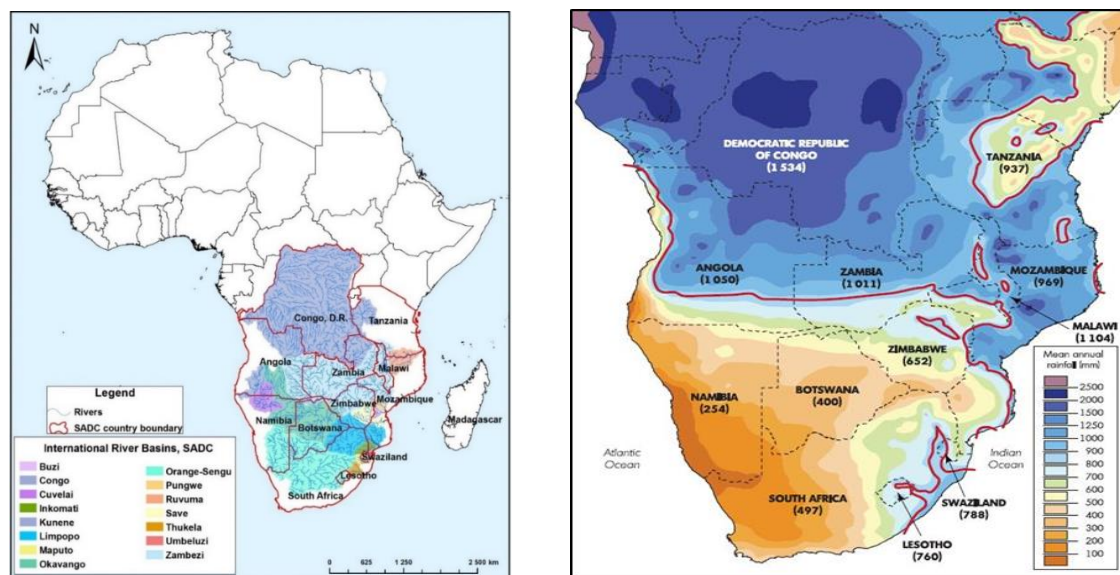 N
Congo, D.R.
Tanzania
Angola
Zambia
Malawi
Mozambique
Zimbabwe
Namibia
Botswana
Madagascar
Swaziland
Lesotho
South Africa
Legend
Rivers
SADC country boundary
International River Basins, SADC
Buzi
Congo
Cuvelai
Inkomati
Kunene
Limpopo
Maputo
Okavango
Orange-Sengu
Pungwe
Ruvuma
Save
Thukela
Umbeluzi
Zambezi
0 625 1 250 2 500 km
DEMOCRATIC REPUBLIC
OF CONGO
(1 534)
TANZANIA
(937)
ANGOLA
(1 050)
ZAMBIA
(1 011)
MOZAMBIQUE
(969)
MALAWI
(1 104)
ZIMBABWE
(652)
NAMIBIA
(254)
BOTSWANA
(400)
Atlantic
Ocean
Indian
Ocean
SOUTH AFRICA
(497)
SWAZILAND
(788)
LESOTHO
(760)
Mean annual
rainfall (mm)
2500
2000
1250
1000
900
800
700
600
500
400
300
200
100